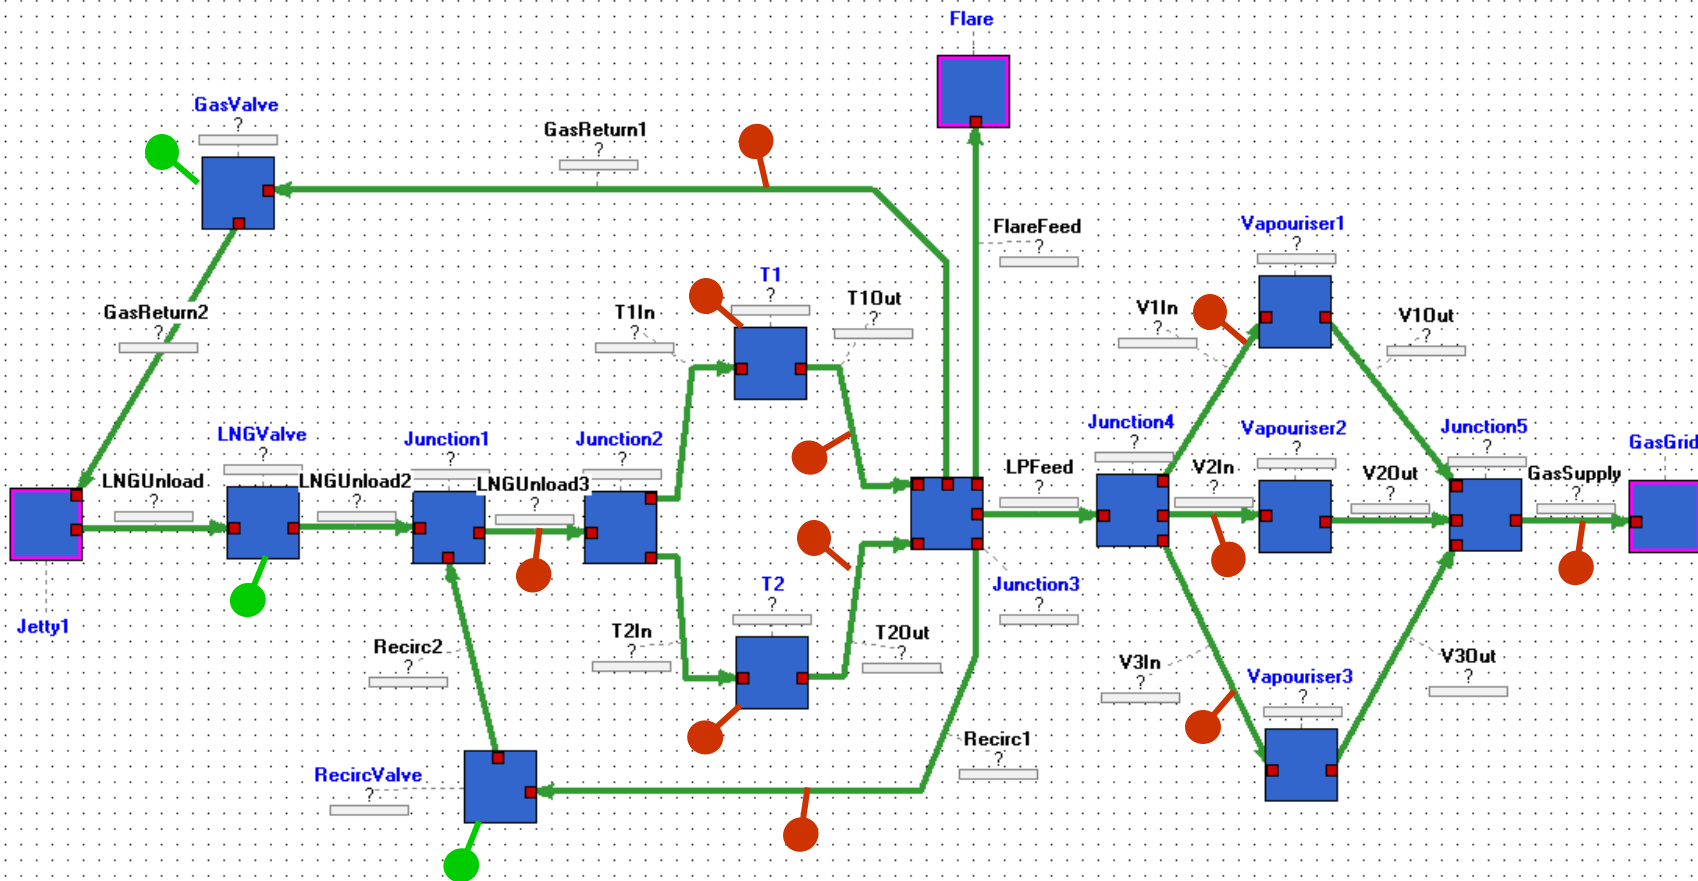 Flare
GasValve
?
GasReturn1
?
FlareFeed
?
Vapouriser1
?
GasReturn2
?
T1
?
T1In
?
T1Out
?
V1In
?
V1Out
?
LNGValve
?
Junction1
?
Junction2
?
Junction4
?
Vapouriser2
?
Junction5
?
GasGrid
LNGUnload
?
LNGUnload2
?
LNGUnload3
?
LPFeed
?
V2In
?
V2Out
?
GasSupply
?
Jetty1
T2
?
Junction3
?
Recirc2
?
T2In
?
T2Out
?
V3In
?
Vapouriser3
?
V3Out
?
Recirc1
?
RecircValve
?